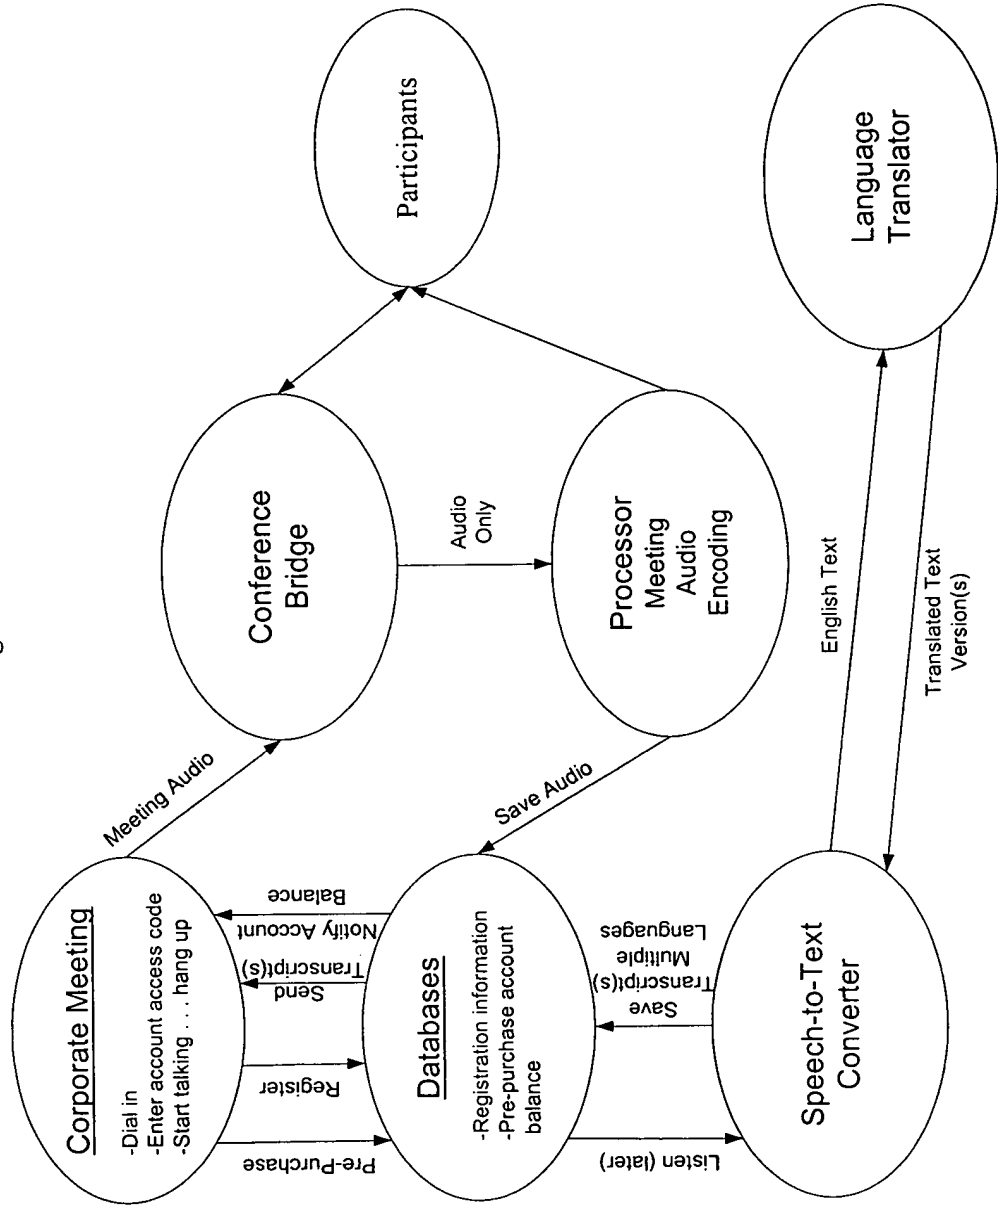 Corporate Meeting
-Dial in
-Enter account access code
-Start talking . . . hang up
Meeting Audio
Conference
Bridge
Participants
Pre-Purchase
Register
Send
Transcript(s)
Notify Account
Balance
Audio
Only
Databases
-Registration information
-Pre-purchase account
balance
Save Audio
Processor
Meeting
Audio
Encoding
Listen (later)
Save
Transcript(s)
Multiple
Languages
Speech-to-Text
Converter
English Text
Translated Text
Version(s)
Language
Translator